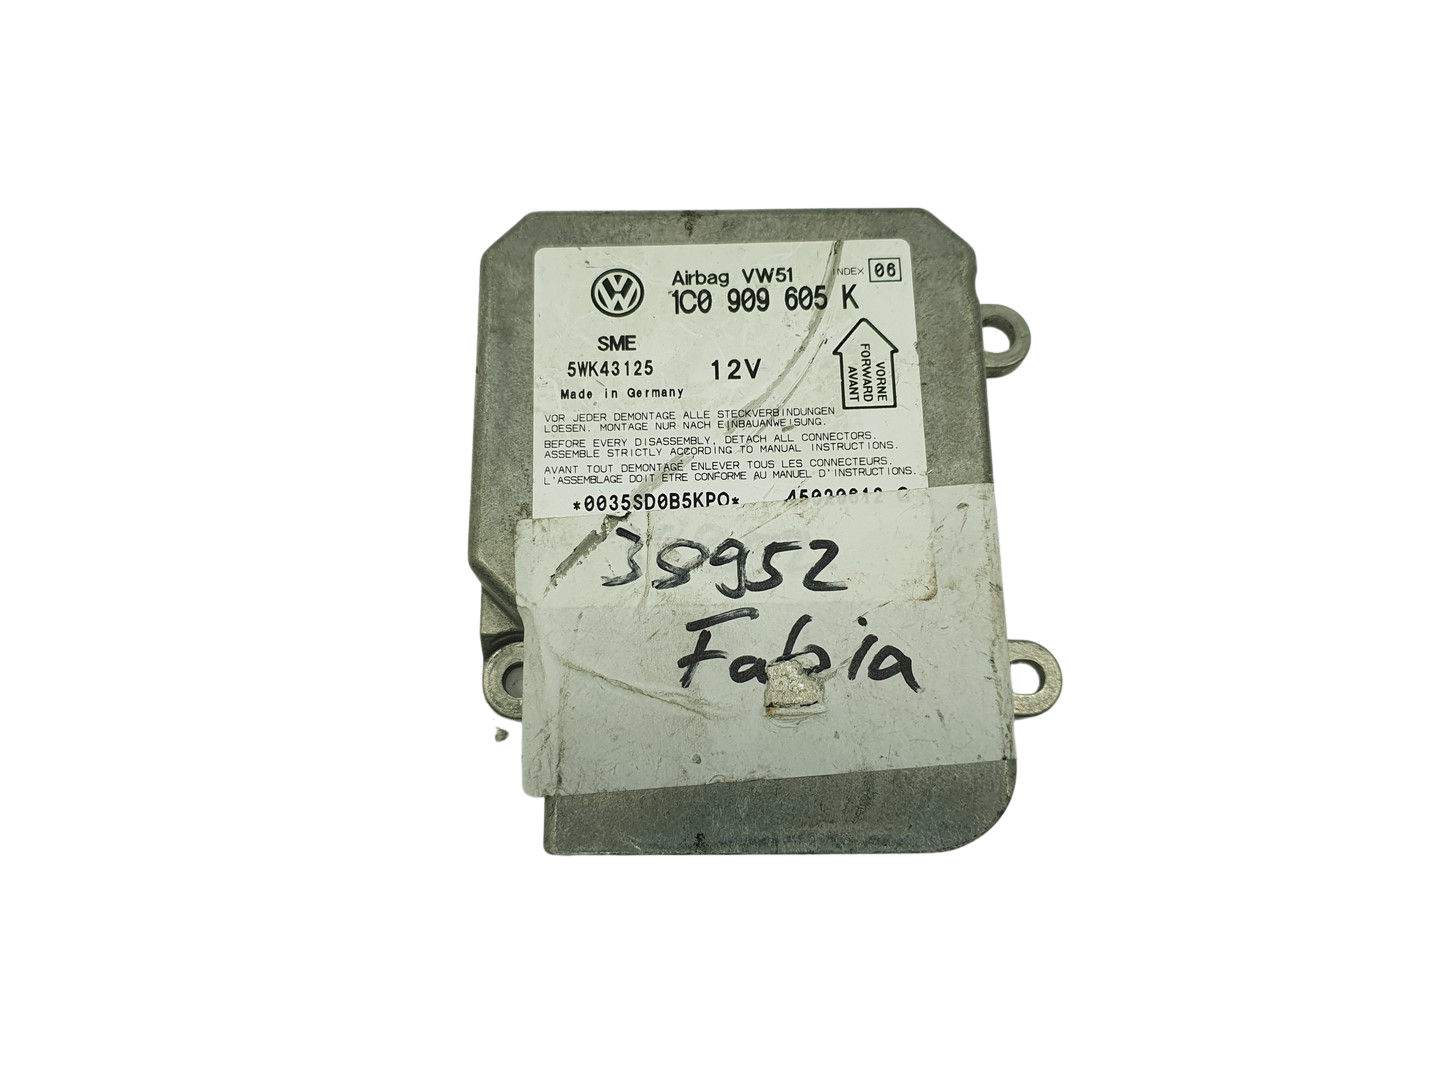 Airbag VW51
INDEX 06
1C0 909 605 K
SME
5WK43125
12V
Made in Germany
VORNE
FORWARD
AVANT
VOR JEDER DEMONTAGE ALLE STECKVERBINDUNGEN
LOESEN. MONTAGE NUR NACH EINBAUANWEISUNG.
BEFORE EVERY DISASSEMBLY, DETACH ALL CONNECTORS.
ASSEMBLE STRICTLY ACCORDING TO MANUAL INSTRUCTIONS.
AVANT TOUT DEMONTAGE ENLEVER TOUS LES CONNECTEURS.
L'ASSEMBLAGE DOIT ETRE CONFORME AU MANUEL D'INSTRUCTIONS.
Fabia